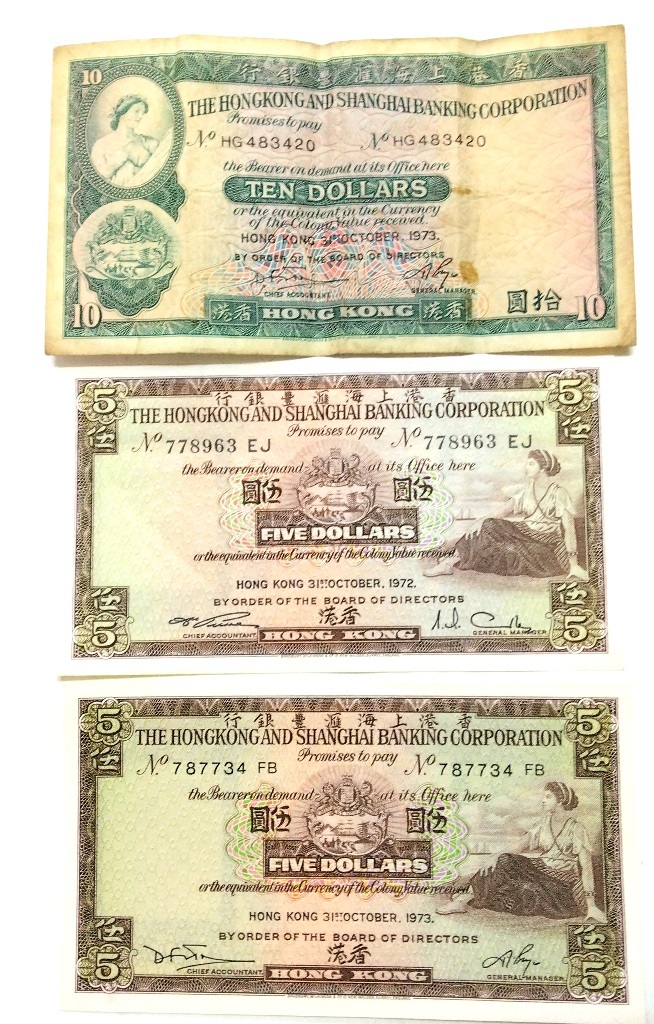 10
行銀豐滙海上港香
THE HONGKONG AND SHANGHAI BANKING CORPORATION
Promises to pay
Nº HG 483420 Nº HG 483420
the Bearer on demand at its Office here
TEN DOLLARS
or the equivalent in the Currency
of the Colony Value received
HONG KONG 31ST OCTOBER, 1973.
BY ORDER OF THE BOARD OF DIRECTORS
CHIEF ACCOUNTANT GENERAL MANAGER
10 港香 HONG KONG 港香 圓拾 10
5 行銀豐滙海上港香 5
伍 THE HONGKONG AND SHANGHAI BANKING CORPORATION 伍
Promises to pay
Nº 778963 EJ Nº 778963 EJ
the Bearer on demand at its Office here
圓伍 圓伍
FIVE DOLLARS
or the equivalent in the Currency of the Colony Value received.
HONG KONG 31ST OCTOBER, 1972.
伍 BY ORDER OF THE BOARD OF DIRECTORS 伍
港香
5 CHIEF ACCOUNTANT HONG KONG GENERAL MANAGER 5
5 行銀豐滙海上港香 5
伍 THE HONGKONG AND SHANGHAI BANKING CORPORATION 伍
Promises to pay
Nº 787734 FB Nº 787734 FB
the Bearer on demand at its Office here
圓伍 圓伍
FIVE DOLLARS
or the equivalent in the Currency of the Colony Value received.
HONG KONG 31ST OCTOBER, 1973.
伍 BY ORDER OF THE BOARD OF DIRECTORS 伍
港香
5 CHIEF ACCOUNTANT HONG KONG GENERAL MANAGER 5